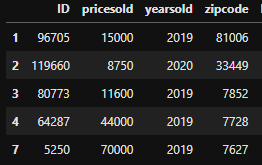 ID pricesold yearsold zipcode
1 96705 15000 2019 81006
2 119660 8750 2020 33449
3 80773 11600 2019 7852
4 64287 44000 2019 7728
7 5250 70000 2019 7627